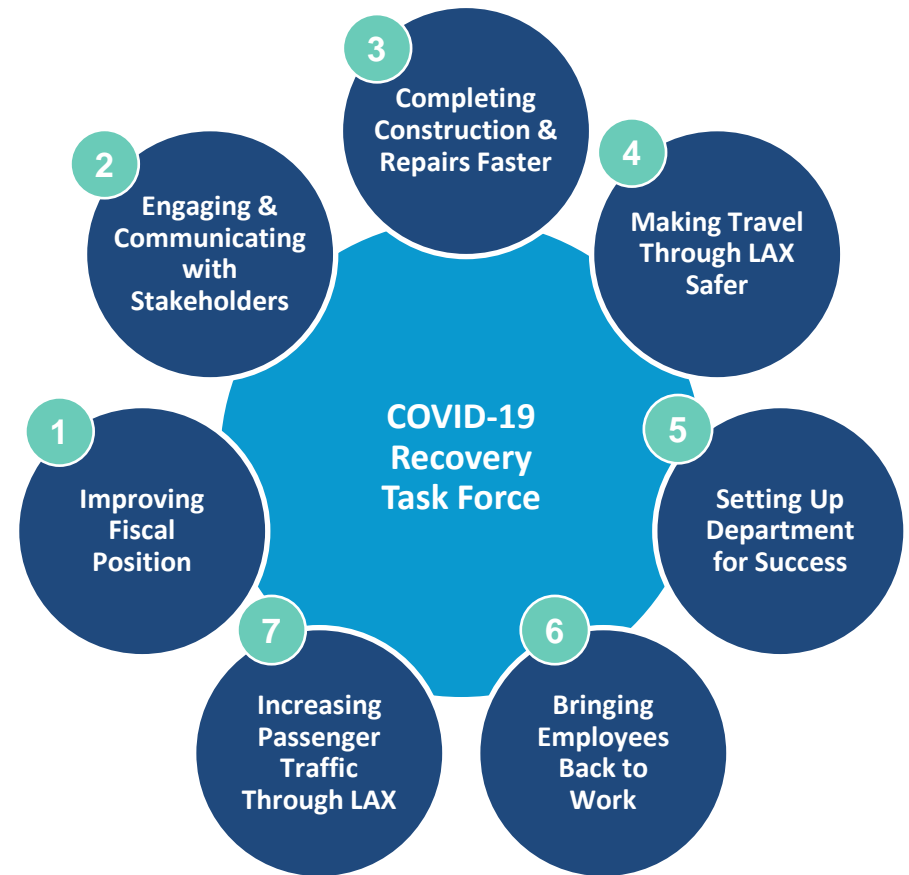 3
Completing
Construction &
Repairs Faster
2
Engaging &
Communicating
with
Stakeholders
4
Making Travel
Through LAX
Safer
COVID-19
Recovery
Task Force
1
Improving
Fiscal
Position
5
Setting Up
Department
for Success
7
Increasing
Passenger
Traffic
Through LAX
6
Bringing
Employees
Back to
Work